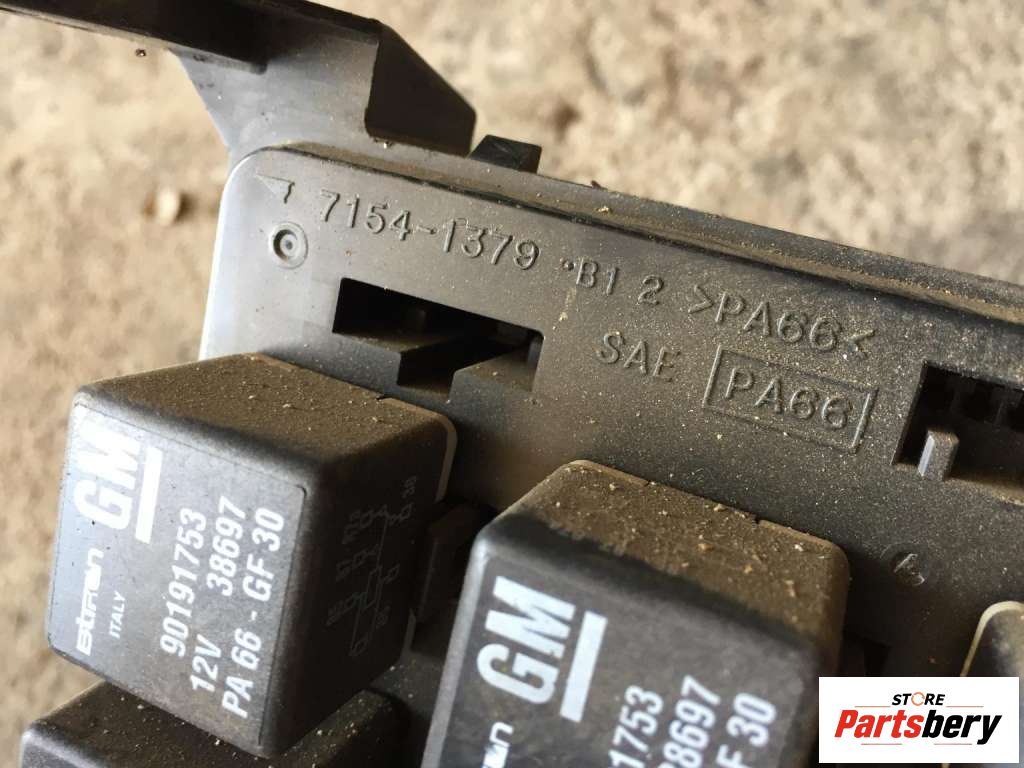 7154-1379 B1 2 >PA66<
SAE PA66
GM
90191753
12V 38697
PA 66 - GF 30
Bitron
ITALY
GM
1753
8697
F 30
STORE
Partsbery